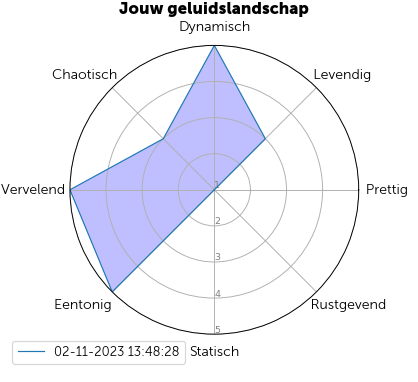 Jouw geluidslandschap
Dynamisch
Chaotisch
Levendig
Vervelend
1
Prettig
2
3
4
Eentonig
Rustgevend
5
02-11-2023 13:48:28
Statisch